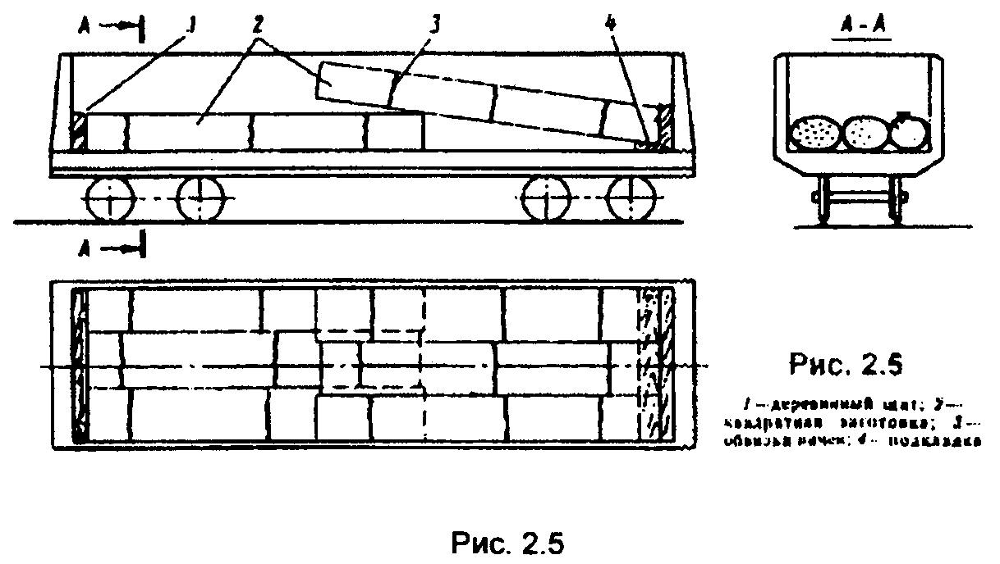 А 1 2 3 4 А - А
А
Рис. 2.5
1 — деревянный щит; 2 —
квадратная заготовка; 3 —
обвязка пачек; 4 — подкладка
Рис. 2.5